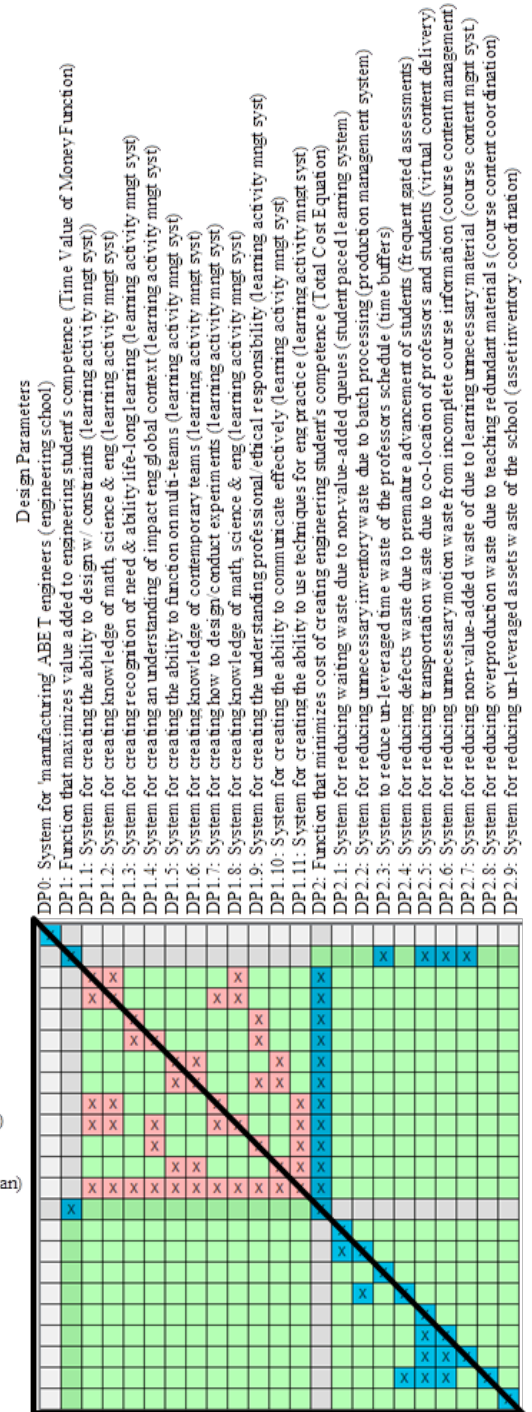 Design Parameters
DP0: System for 'manufacturing' ABET engineers (engineering school)
DP1: Function that maximizes value added to engineering student's competence (Time Value of Money Function)
DP1.1: System for creating the ability to design w/ constraints (learning activity mngt syst))
DP1.2: System for creating knowledge of math, science & eng (learning activity mngt syst)
DP1.3: System for creating recognition of need & ability life-long learning (learning activity mngt syst)
DP1.4: System for creating an understanding of impact eng global context (learning activity mngt syst)
DP1.5: System for creating the ability to function on multi-teams (learning activity mngt syst)
DP1.6: System for creating knowledge of contemporary teams (learning activity mngt syst)
DP1.7: System for creating how to design/conduct experiments (learning activity mngt syst)
DP1.8: System for creating knowledge of math, science & eng (learning activity mngt syst)
DP1.9: System for creating the understanding professional/ethical responsibility (learning activity mngt syst)
DP1.10: System for creating the ability to communicate effectively (learning activity mngt syst)
DP1.11: System for creating the ability to use techniques for eng practice (learning activity mngt syst)
DP2: Function that minimizes cost of creating engineering student's competence (Total Cost Equation)
DP2.1: System for reducing waiting waste due to non-value-added queues (student paced learning system)
DP2.2: System for reducing unnecessary inventory waste due to batch processing (production management system)
DP2.3: System to reduce un-leveraged time waste of the professors schedule (time buffers)
DP2.4: System for reducing defects waste due to premature advancement of students (frequent gated assessments)
DP2.5: System for reducing transportation waste due to co-location of professors and students (virtual content delivery)
DP2.6: System for reducing unnecessary motion waste from incomplete course information (course content management)
DP2.7: System for reducing non-value-added waste of due to learning unnecessary material (course content mgnt syst.)
DP2.8: System for reducing overproduction waste due to teaching redundant materials (course content coordination)
DP2.9: System for reducing un-leveraged assets waste of the school (asset inventory coordination)
)
an)